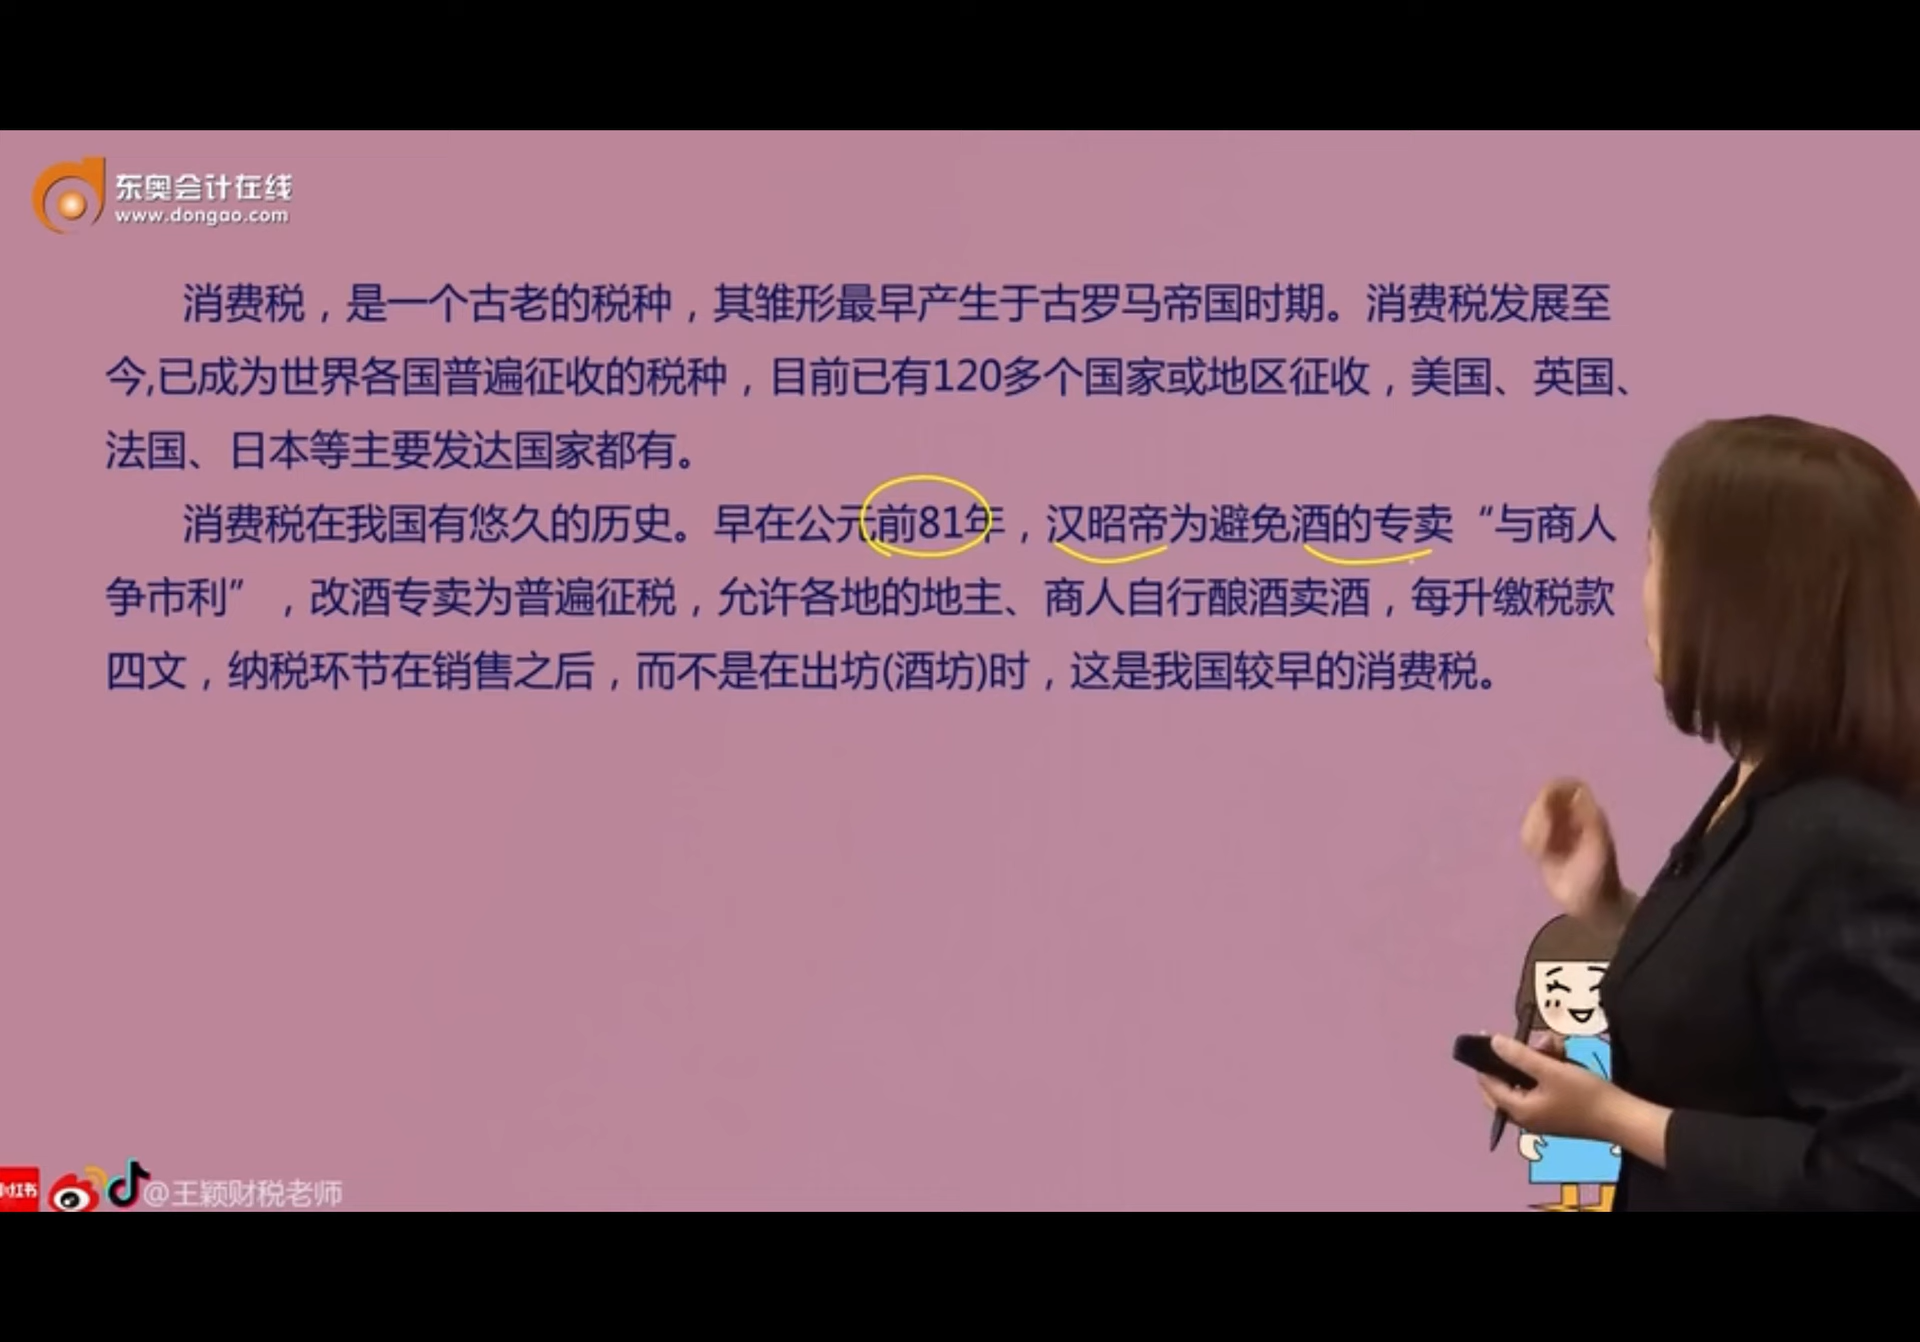 东奥会计在线
www.dongao.com
消费税，是一个古老的税种，其雏形最早产生于古罗马帝国时期。消费税发展至
今,已成为世界各国普遍征收的税种，目前已有120多个国家或地区征收，美国、英国、
法国、日本等主要发达国家都有。
消费税在我国有悠久的历史。早在公元前81年，汉昭帝为避免酒的专卖“与商人
争市利”，改酒专卖为普遍征税，允许各地的地主、商人自行酿酒卖酒，每升缴税款
四文，纳税环节在销售之后，而不是在出坊(酒坊)时，这是我国较早的消费税。
小红书 @王颖财税老师